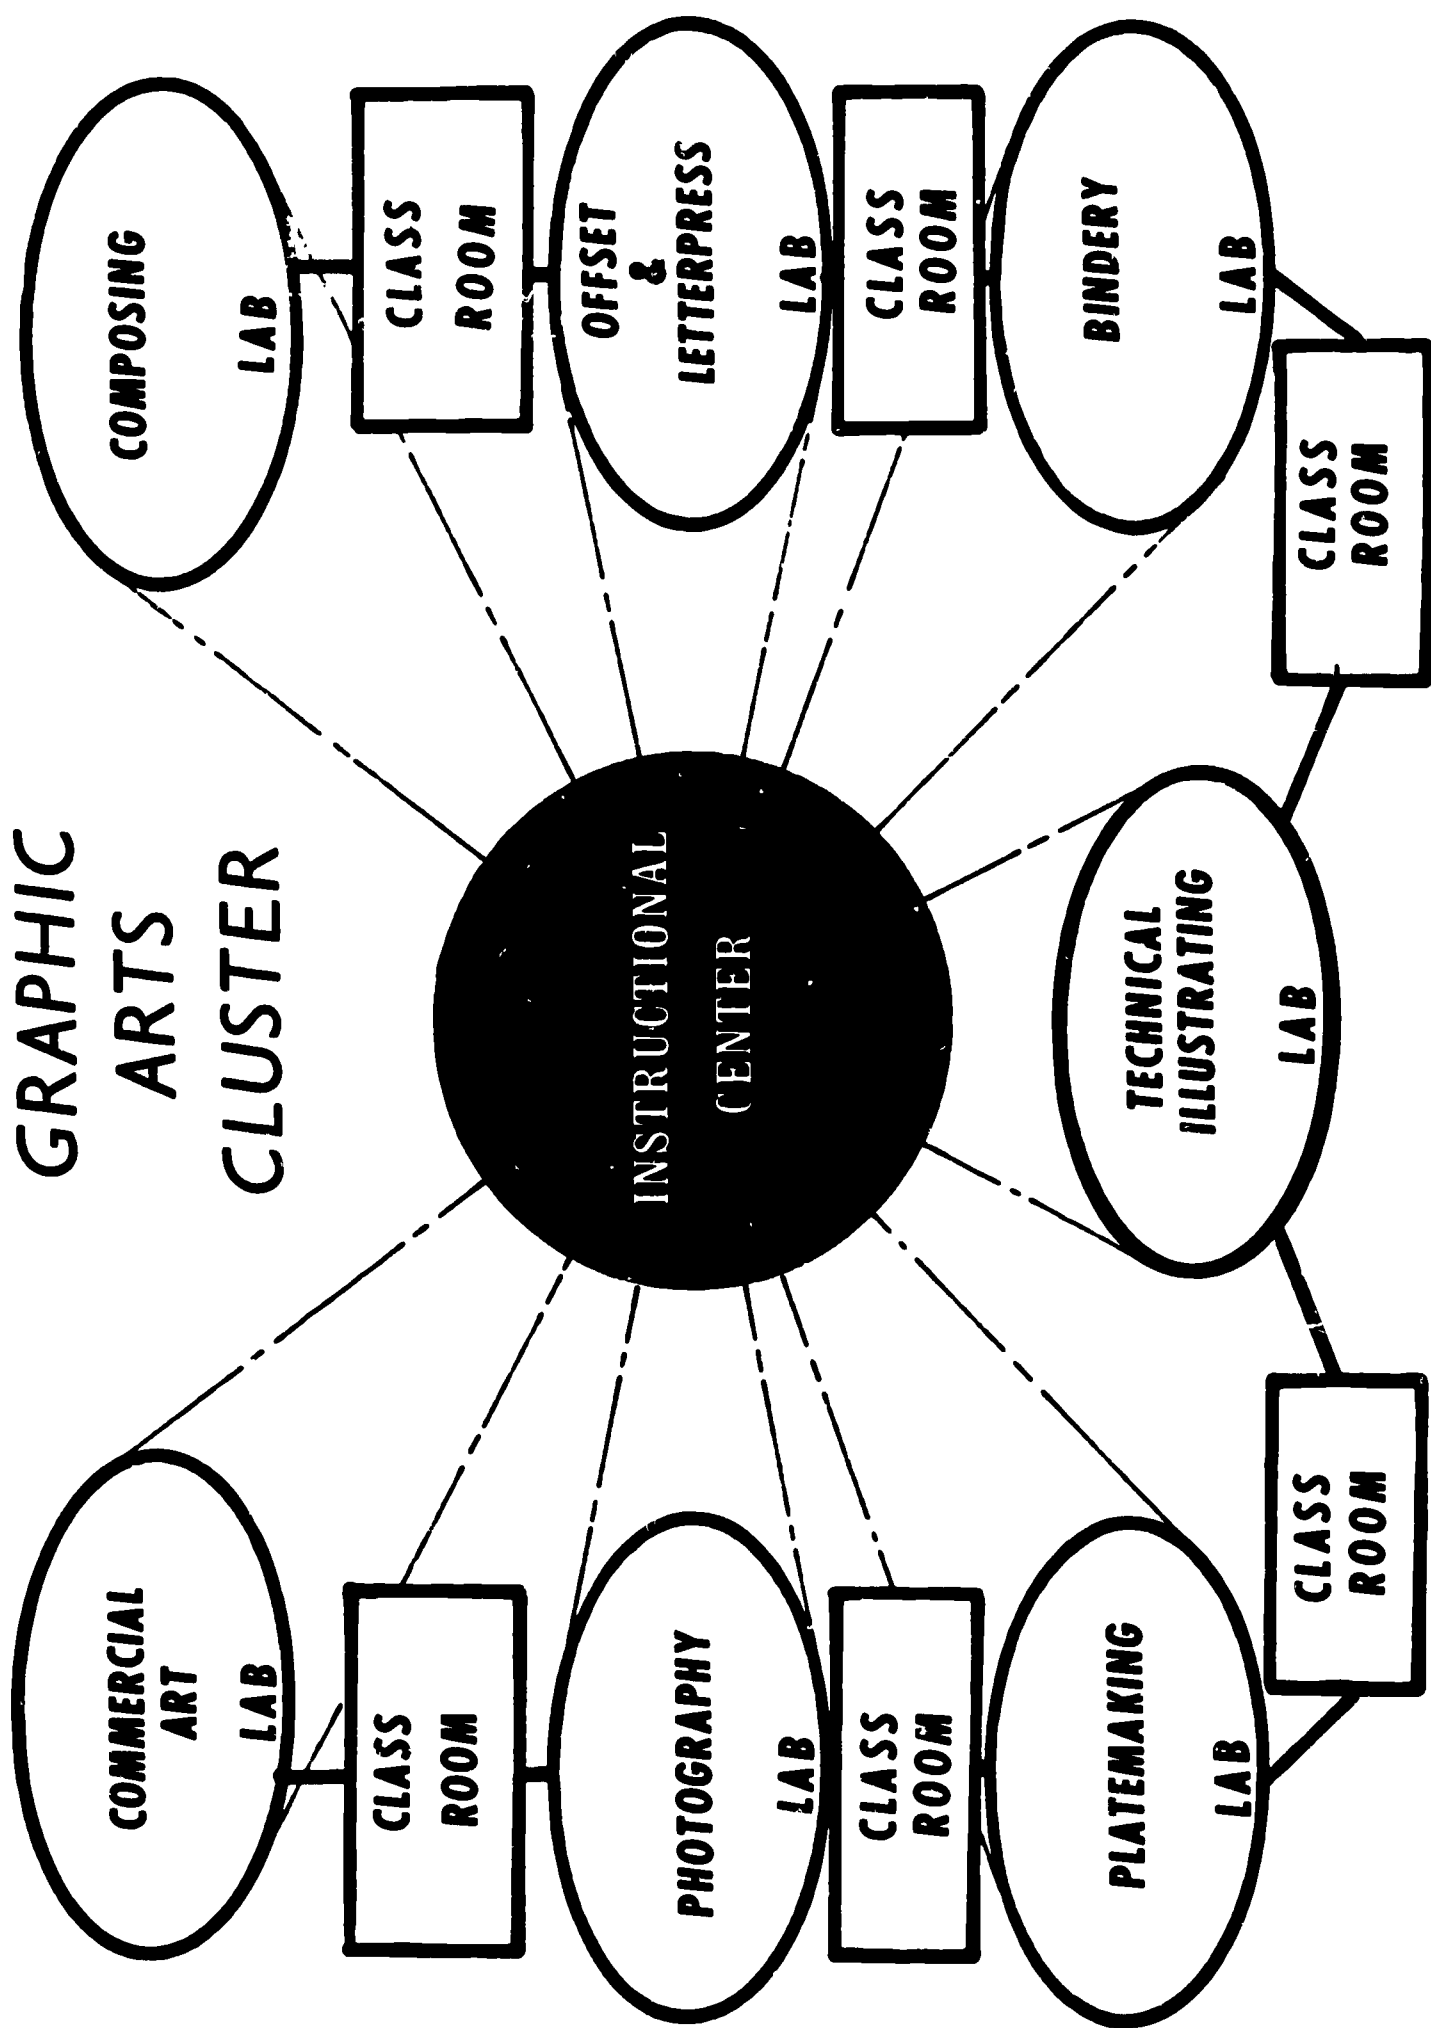 GRAPHIC
ARTS
CLUSTER
COMMERCIAL
ART
LAB
COMPOSING
LAB
CLASS
ROOM
CLASS
ROOM
PHOTOGRAPHY
LAB
INSTRUCTIONAL
CENTER
OFFSET
&
LETTERPRESS
LAB
CLASS
ROOM
CLASS
ROOM
PLATEMAKING
LAB
TECHNICAL
ILLUSTRATING
LAB
BINDERY
LAB
CLASS
ROOM
CLASS
ROOM